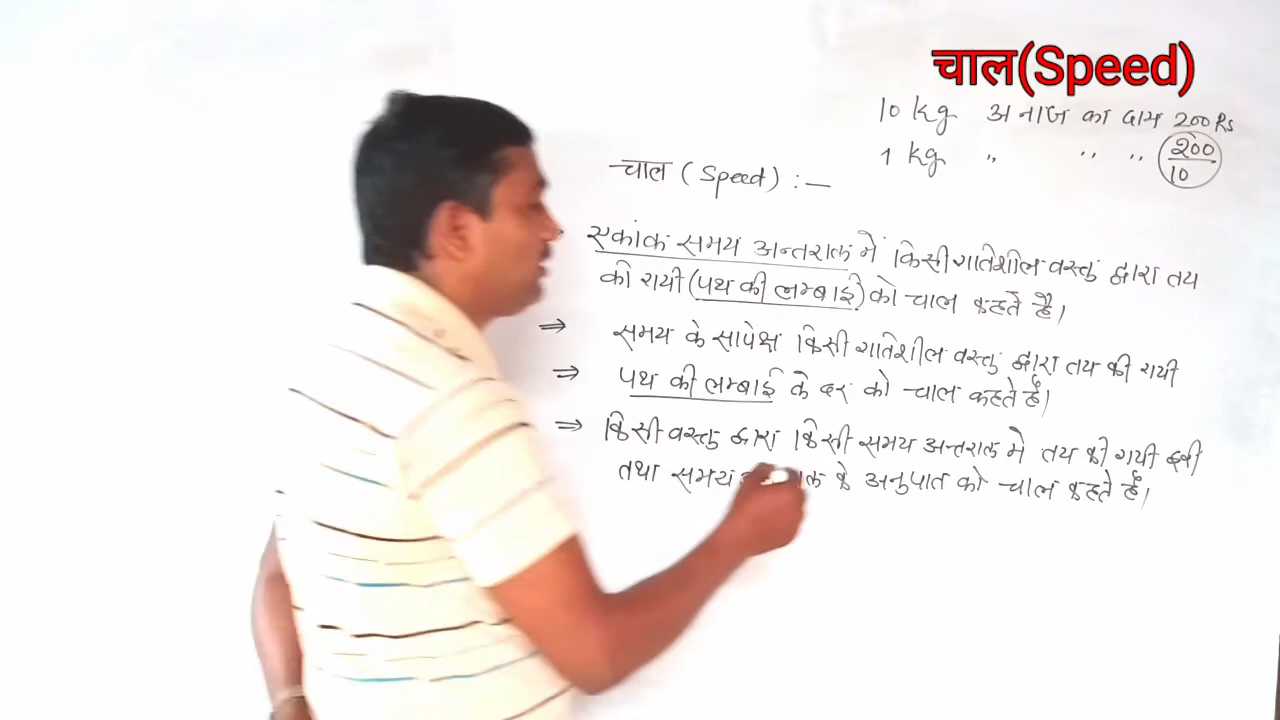 चाल(Speed)
10 kg अनाज का दाम 200 Rs
1 kg " " " 200/10
चाल (Speed) :—
एकांक समय अन्तराल में किसी गतिशील वस्तु द्वारा तय
की गयी (पथ की लम्बाई) को चाल कहते है।
⇒ समय के सापेक्ष किसी गतिशील वस्तु द्वारा तय की गयी
⇒ पथ की लम्बाई के दर को चाल कहते हैं।
⇒ किसी वस्तु द्वारा किसी समय अन्तराल मे तय की गयी दूरी
तथा समय के अनुपात को चाल कहते हैं।